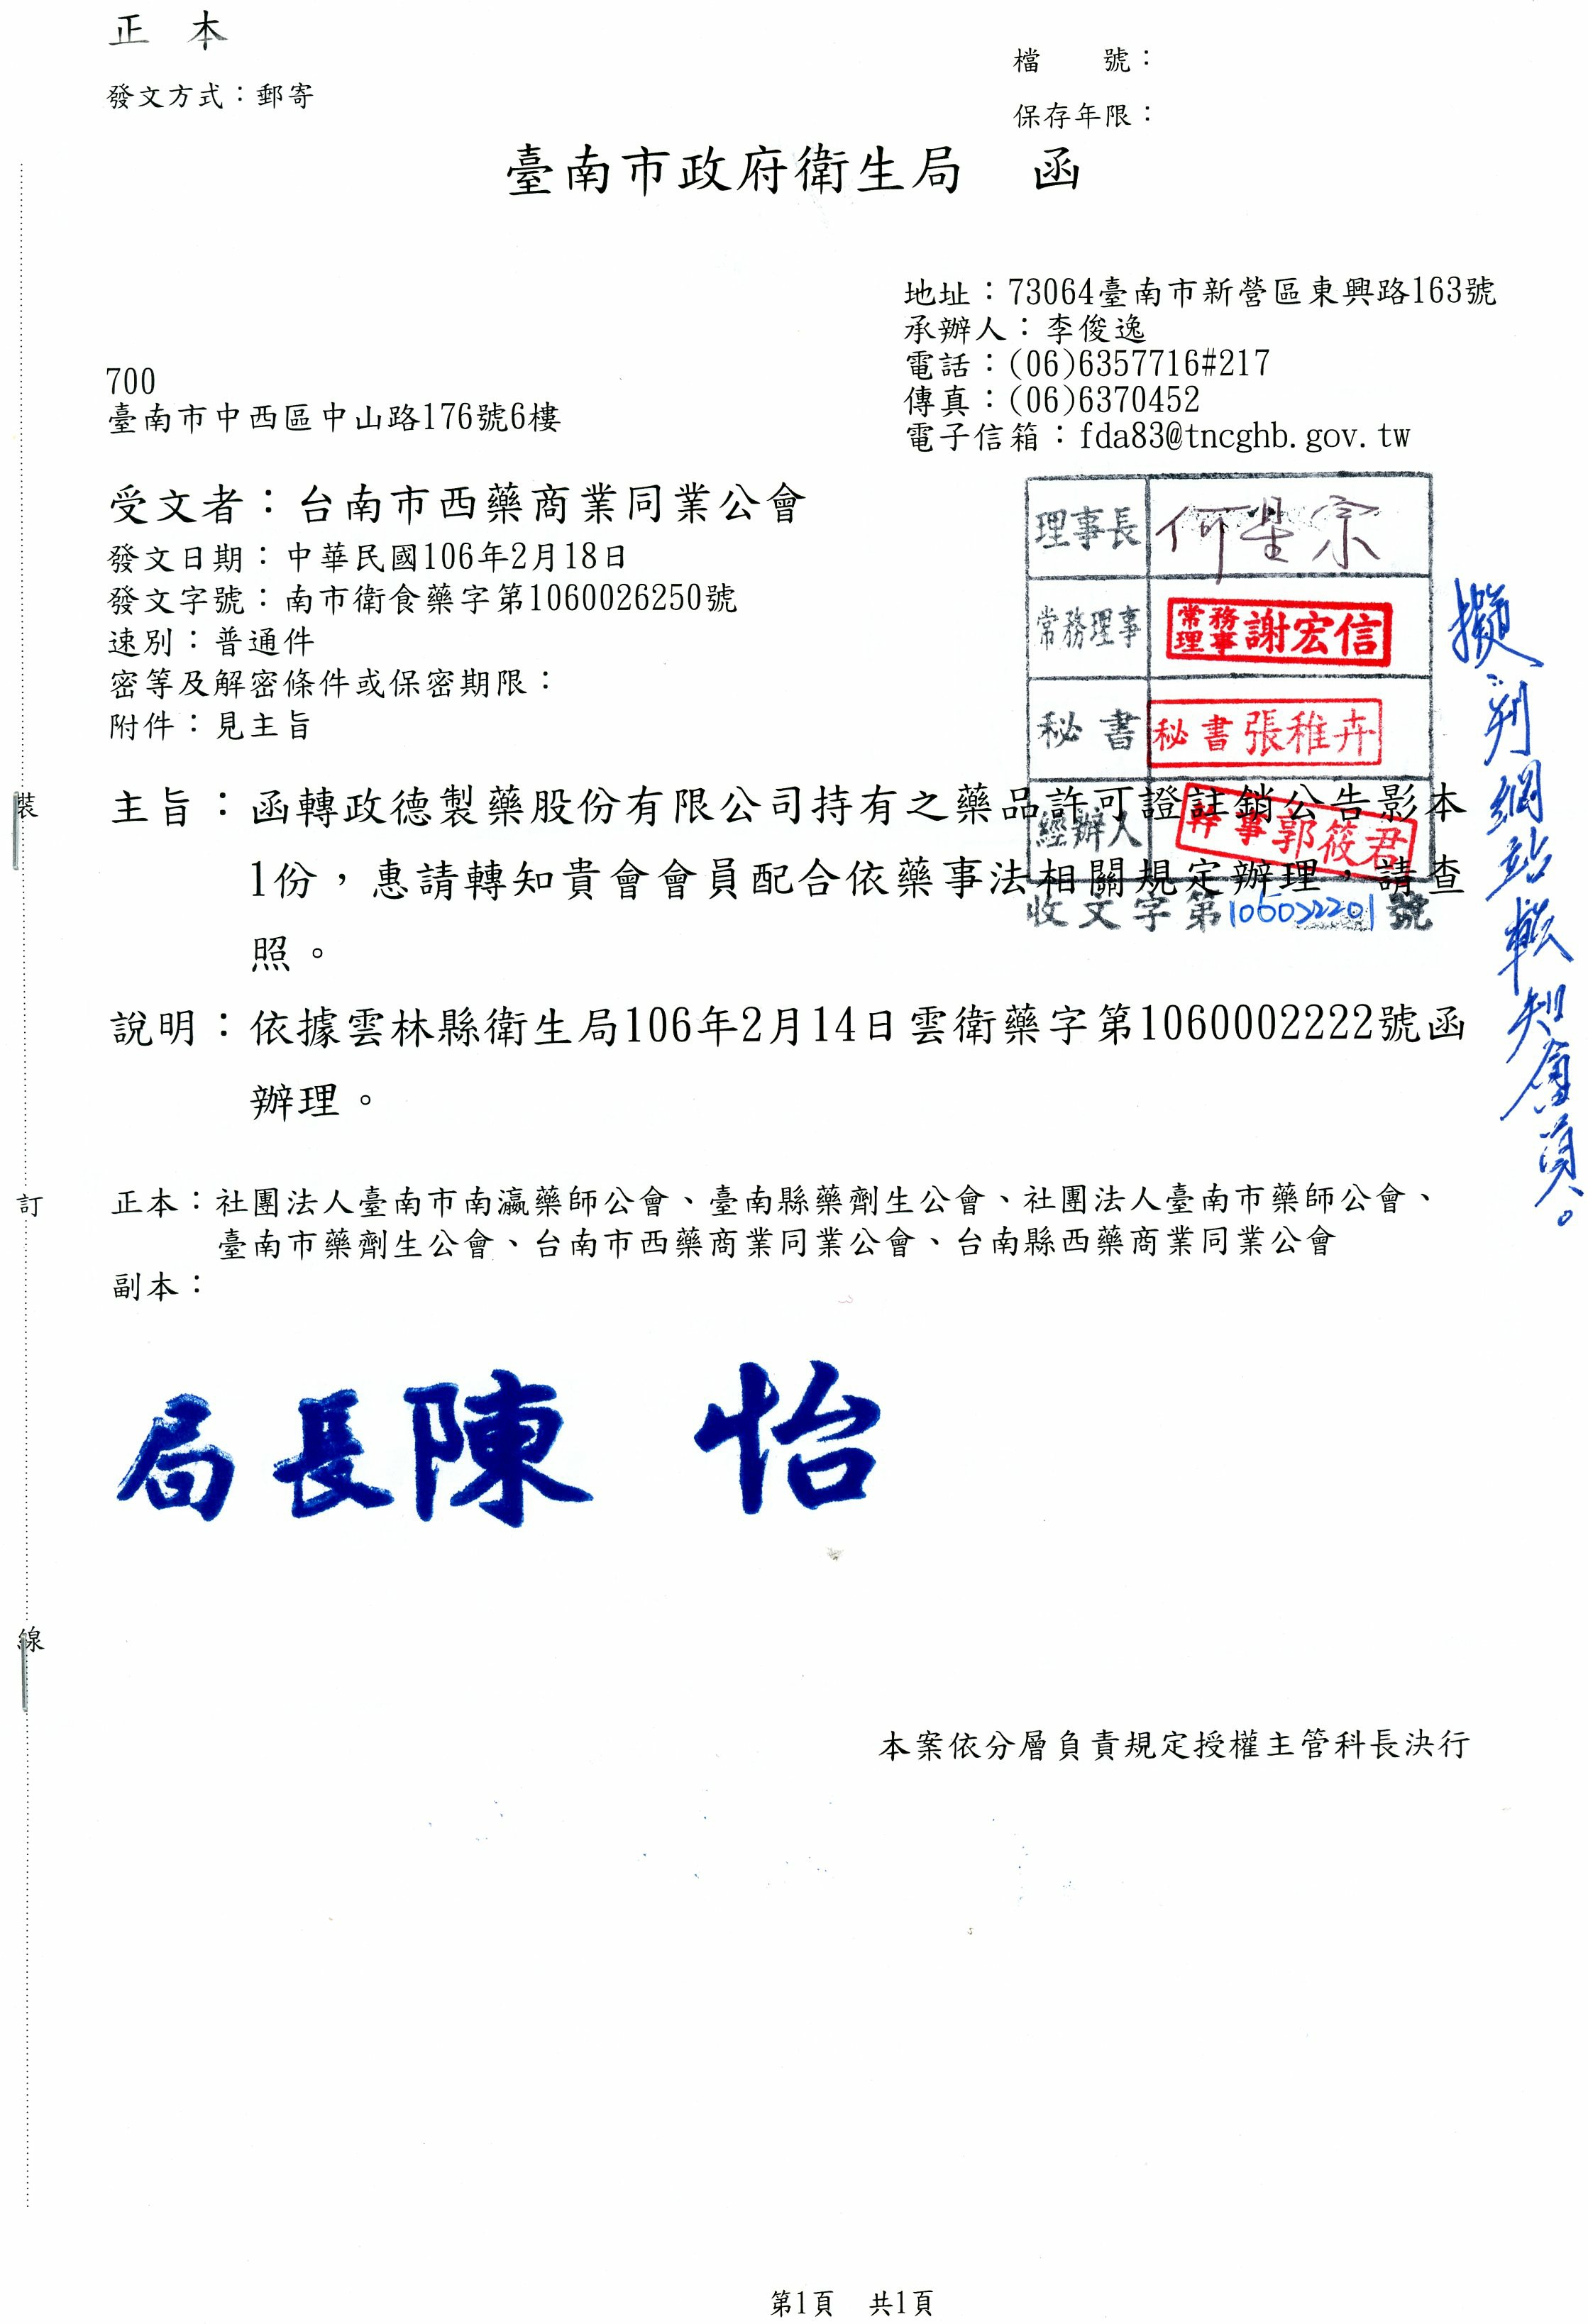 正 本
發文方式：郵寄
檔 號：
保存年限：
臺南市政府衛生局 函
地址：73064臺南市新營區東興路163號
承辦人：李俊逸
電話：(06)6357716#217
傳真：(06)6370452
電子信箱：fda83@tncghb.gov.tw
700
臺南市中西區中山路176號6樓
受文者：台南市西藥商業同業公會
發文日期：中華民國106年2月18日
發文字號：南市衛食藥字第1060026250號
速別：普通件
密等及解密條件或保密期限：
附件：見主旨
理事長
常務理事 常務理事 謝宏信
秘書 秘書張稚卉
經辦人 幹事郭筱君
收文字第106022201號
擬刊網站轉知會員。
主旨：函轉政德製藥股份有限公司持有之藥品許可證註銷公告影本
1份，惠請轉知貴會會員配合依藥事法相關規定辦理，請查
照。
說明：依據雲林縣衛生局106年2月14日雲衛藥字第1060002222號函
辦理。
正本：社團法人臺南市南瀛藥師公會、臺南縣藥劑生公會、社團法人臺南市藥師公會、
臺南市藥劑生公會、台南市西藥商業同業公會、台南縣西藥商業同業公會
副本：
局長陳 怡
裝
訂
線
本案依分層負責規定授權主管科長決行
第1頁 共1頁